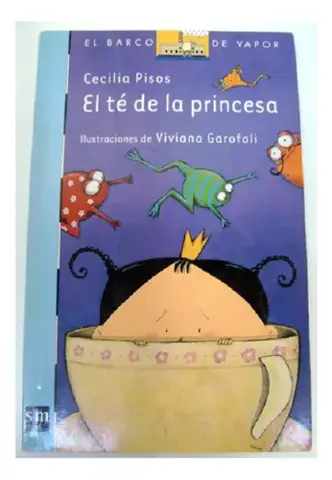 EL BARCO DE VAPOR
Cecilia Pisos
El té de la princesa
Ilustraciones de Viviana Garofoli
sm